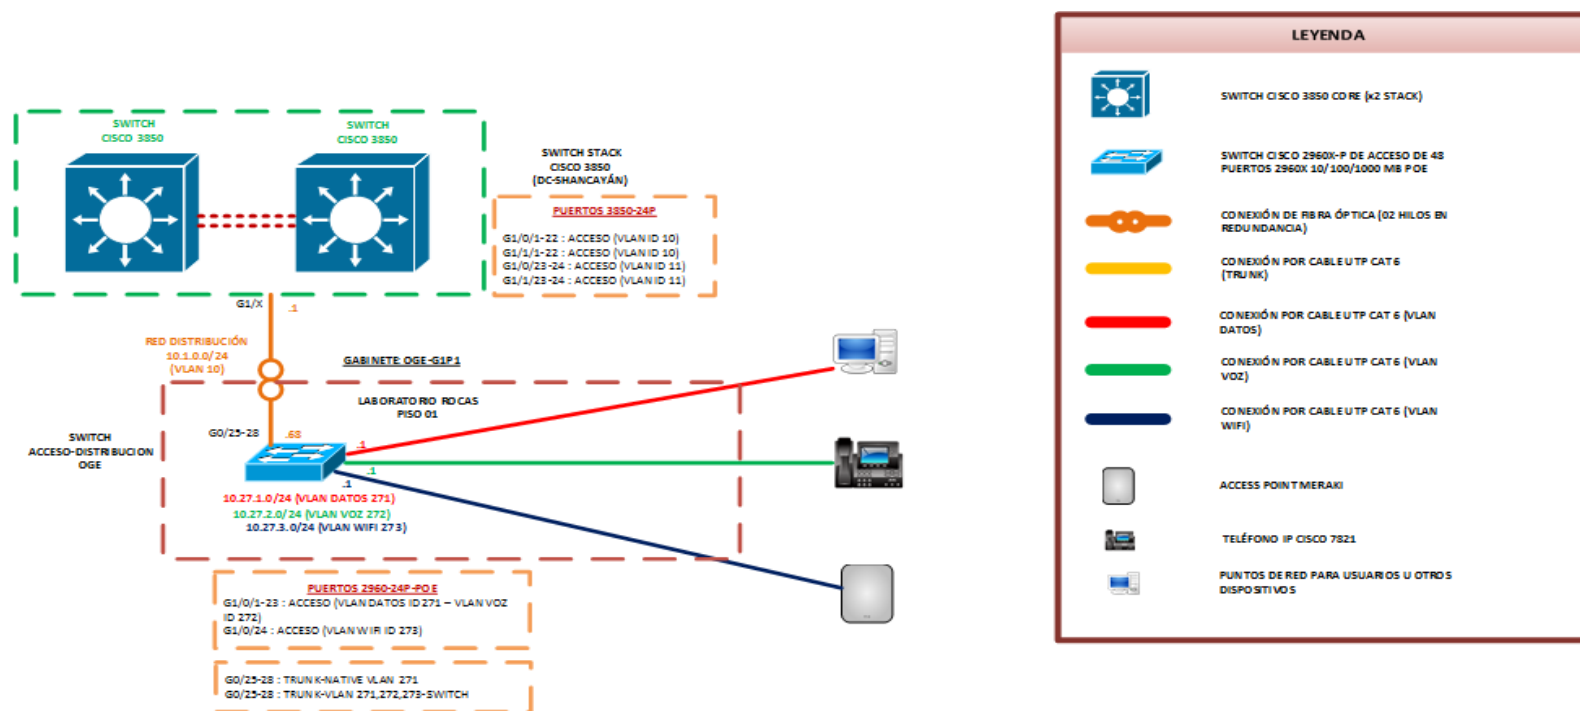 SWITCH
CISCO 3850
SWITCH
CISCO 3850
SWITCH STACK
CISCO 3850
(DC-SHANCAYÁN)
PUERTOS 3850-24P
G1/0/1-22 : ACCESO (VLAN ID 10)
G1/1/1-22 : ACCESO (VLAN ID 10)
G1/0/23-24 : ACCESO (VLAN ID 11)
G1/1/23-24 : ACCESO (VLAN ID 11)
G1/X
.1
RED DISTRIBUCIÓN
10.1.0.0/24
(VLAN 10)
GABINETE: OGE-G1P1
LABORATORIO ROCAS
PISO 01
SWITCH
ACCESO-DISTRIBUCION
OGE
G0/25-28
.68
.1
.1
.1
10.27.1.0/24 (VLAN DATOS 271)
10.27.2.0/24 (VLAN VOZ 272)
10.27.3.0/24 (VLAN WIFI 273)
PUERTOS 2960-24P-POE
G1/0/1-23 : ACCESO (VLAN DATOS ID 271 – VLAN VOZ
ID 272)
G1/0/24 : ACCESO (VLAN WIFI ID 273)
G0/25-28 : TRUNK-NATIVE VLAN 271
G0/25-28 : TRUNK-VLAN 271,272,273-SWITCH
LEYENDA
SWITCH CISCO 3850 CORE (x2 STACK)
SWITCH CISCO 2960X-P DE ACCESO DE 48
PUERTOS 2960X 10/100/1000 MB POE
CONEXIÓN DE FIBRA ÓPTICA (02 HILOS EN
REDUNDANCIA)
CONEXIÓN POR CABLE UTP CAT 6
(TRUNK)
CONEXIÓN POR CABLE UTP CAT 6 (VLAN
DATOS)
CONEXIÓN POR CABLE UTP CAT 6 (VLAN
VOZ)
CONEXIÓN POR CABLE UTP CAT 6 (VLAN
WIFI)
ACCESS POINT MERAKI
TELÉFONO IP CISCO 7821
PUNTOS DE RED PARA USUARIOS U OTROS
DISPOSITIVOS